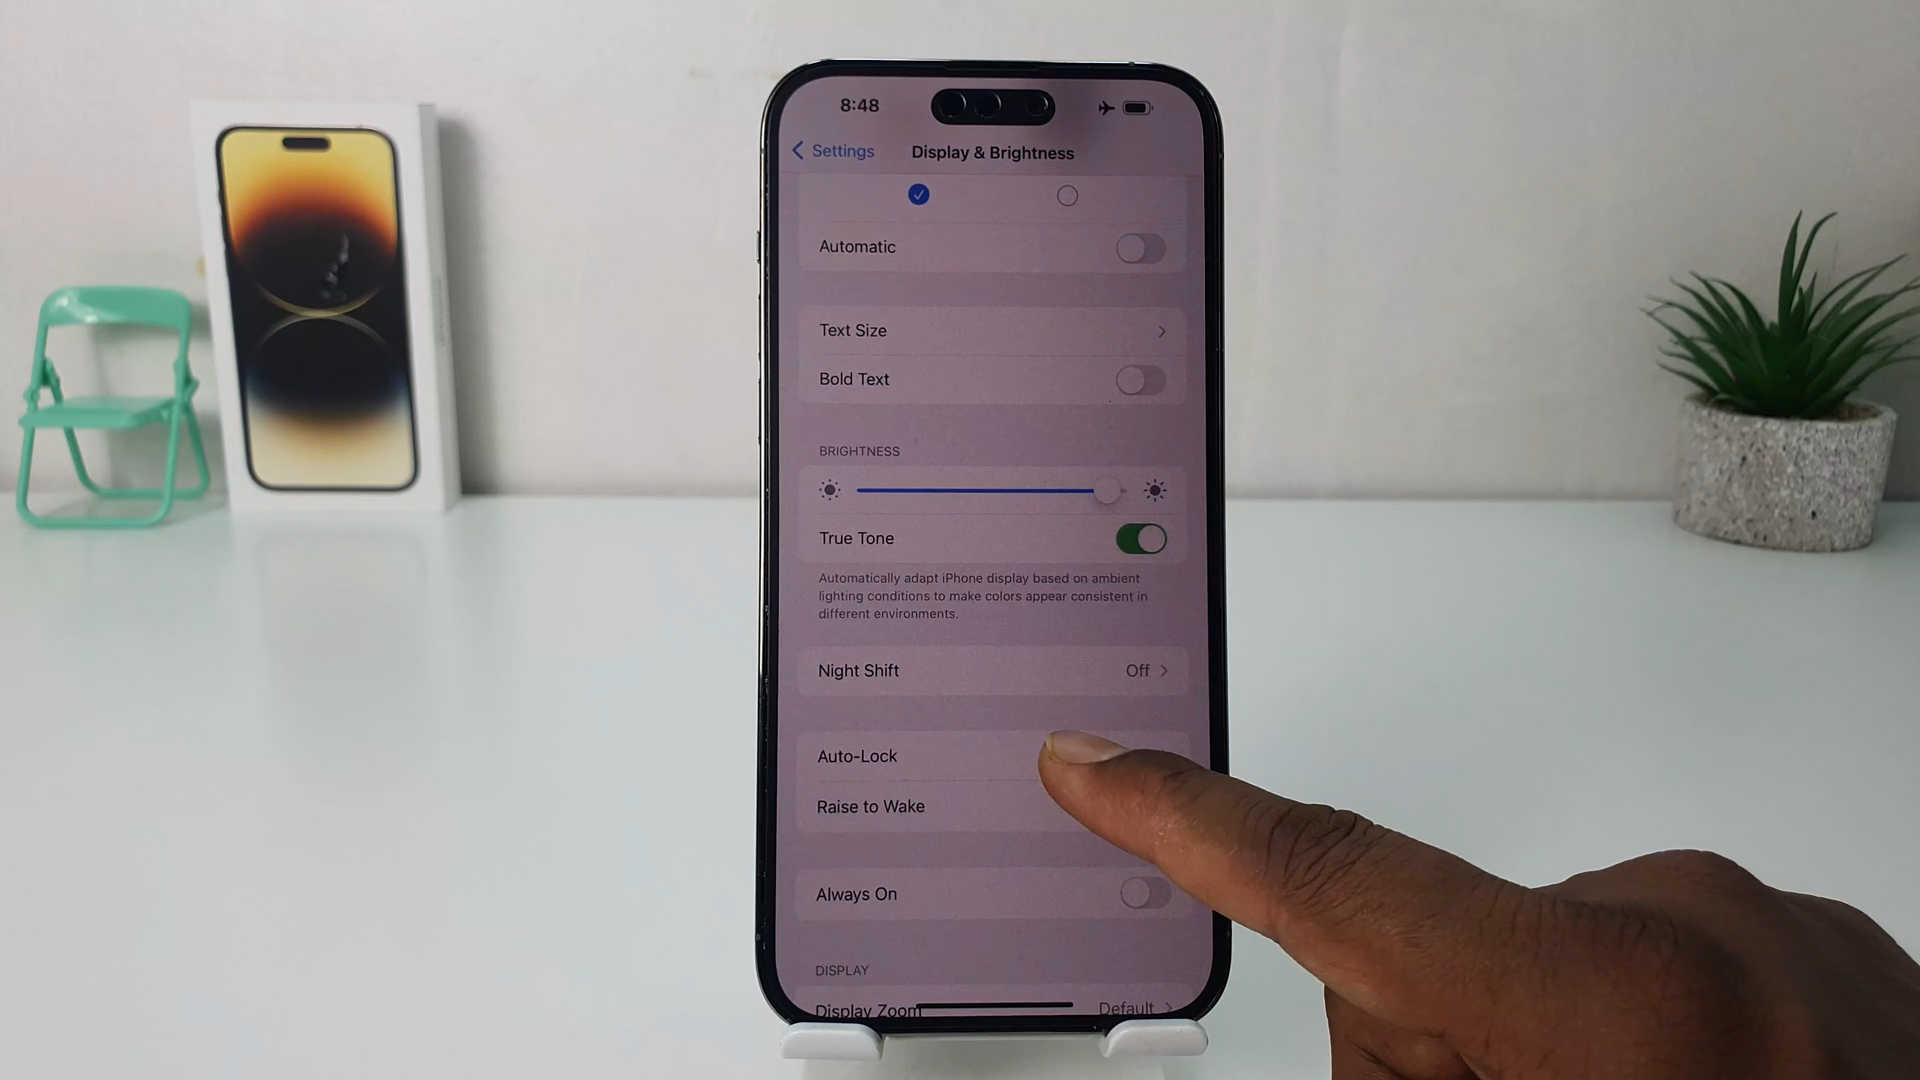 8:48
Settings
Display & Brightness
Automatic
Text Size
Bold Text
BRIGHTNESS
True Tone
Automatically adapt iPhone display based on ambient
lighting conditions to make colors appear consistent in
different environments.
Night Shift
Off
Auto-Lock
Raise to Wake
Always On
DISPLAY
Display Zoom
Default